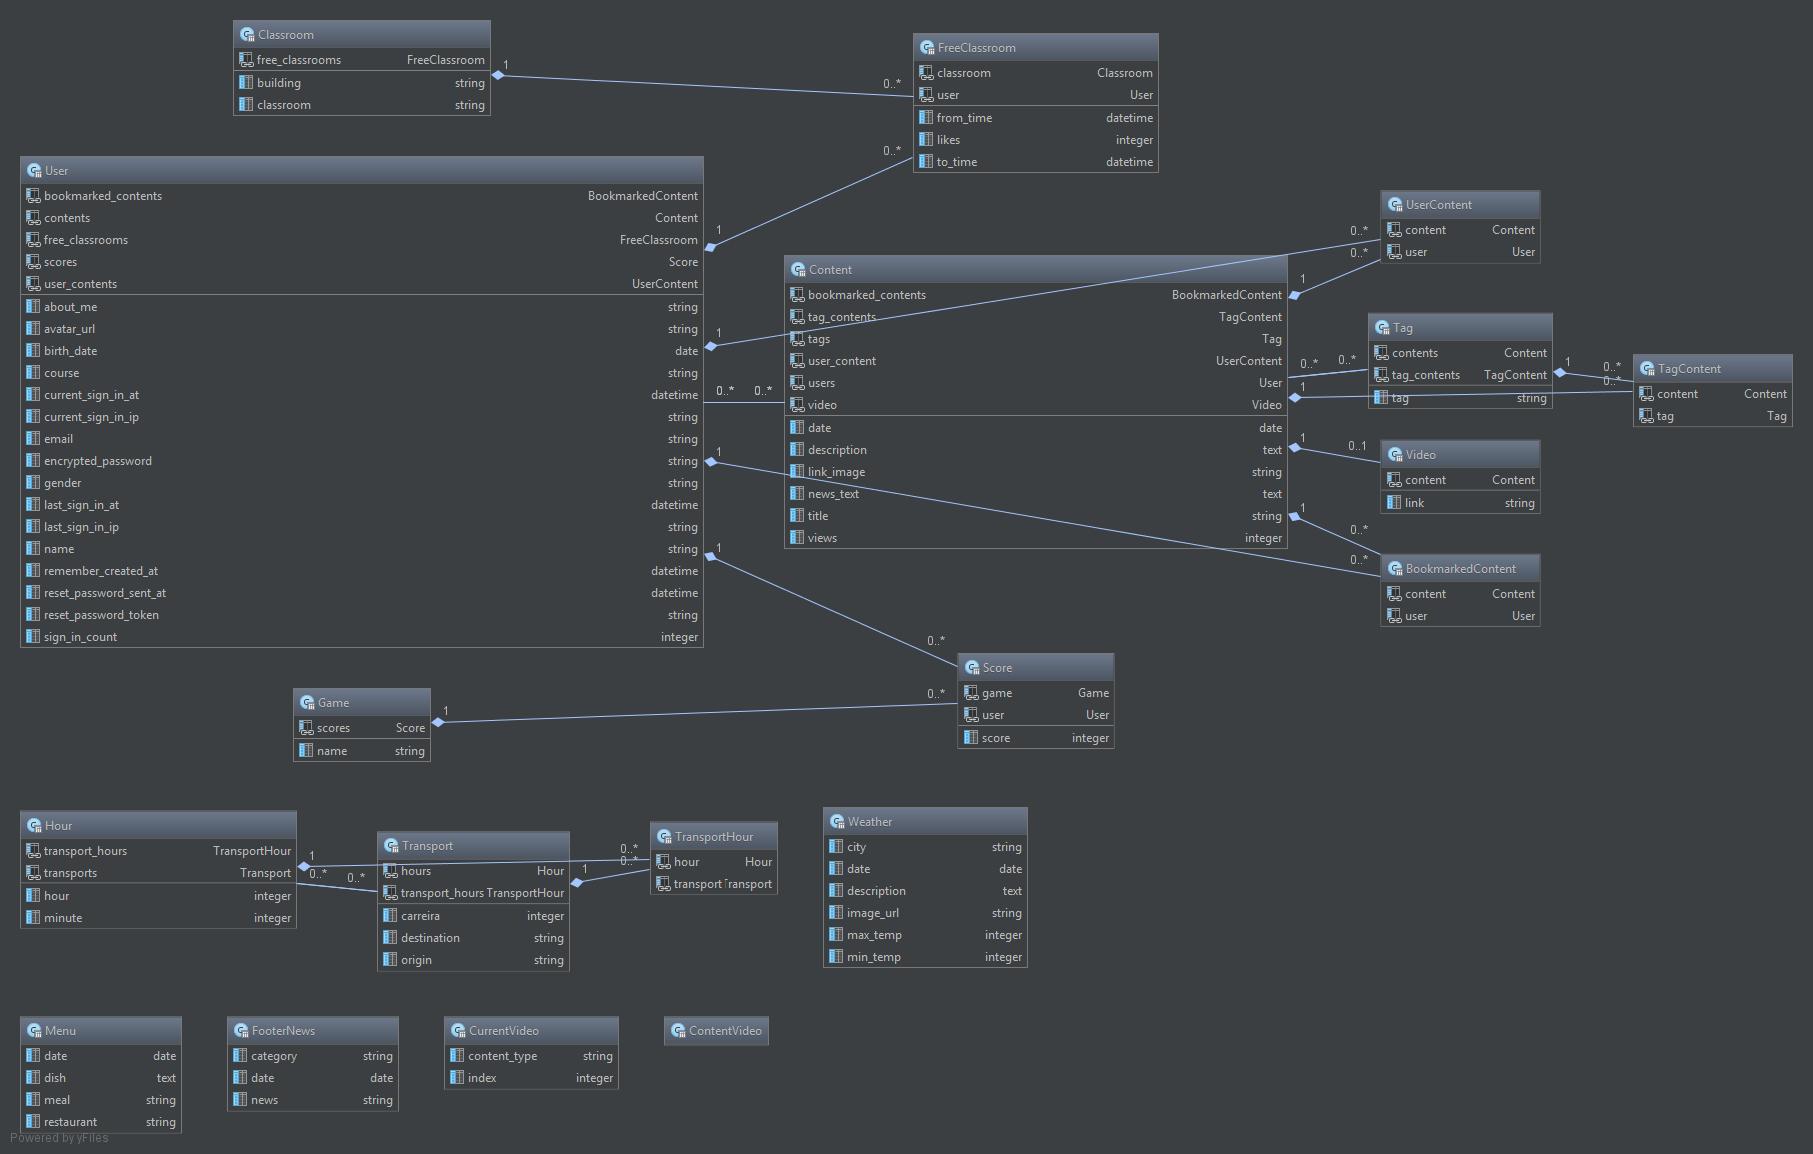 Classroom
free_classrooms FreeClassroom
building string
classroom string
1
0..*
FreeClassroom
classroom Classroom
user User
from_time datetime
likes integer
to_time datetime
0..*
1
User
bookmarked_contents BookmarkedContent
contents Content
free_classrooms FreeClassroom
scores Score
user_contents UserContent
about_me string
avatar_url string
birth_date date
course string
current_sign_in_at datetime
current_sign_in_ip string
email string
encrypted_password string
gender string
last_sign_in_at datetime
last_sign_in_ip string
name string
remember_created_at datetime
reset_password_sent_at datetime
reset_password_token string
sign_in_count integer
1
0..*
0..*
1
1
Content
bookmarked_contents BookmarkedContent
tag_contents TagContent
tags Tag
user_content UserContent
users User
video Video
date date
description text
link_image string
news_text text
title string
views integer
0..*
0..*
1
UserContent
content Content
user User
0..*
0..*
1
Tag
contents Content
tag_contents TagContent
tag string
1
0..*
0..*
TagContent
content Content
tag Tag
1
0..1
Video
content Content
link string
1
0..*
0..*
BookmarkedContent
content Content
user User
0..*
Score
game Game
user User
score integer
Game
scores Score
name string
1
0..*
Hour
transport_hours TransportHour
transports Transport
hour integer
minute integer
1
0..*
0..*
Transport
hours Hour
transport_hours TransportHour
carreira integer
destination string
origin string
0..*
0..*
1
TransportHour
hour Hour
transport Transport
Weather
city string
date date
description text
image_url string
max_temp integer
min_temp integer
Menu
date date
dish text
meal string
restaurant string
FooterNews
category string
date date
news string
CurrentVideo
content_type string
index integer
ContentVideo
Powered by yFiles